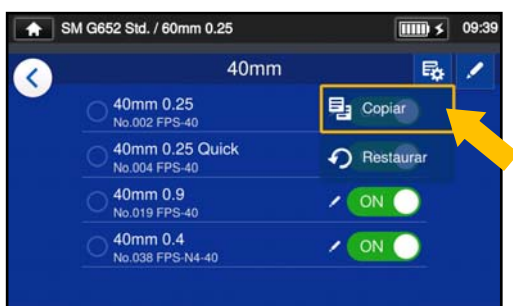 SM G652 Std. / 60mm 0.25 09:39
40mm
40mm 0.25
No.002 FPS-40
Copiar
40mm 0.25 Quick
No.004 FPS-40
Restaurar
40mm 0.9
No.019 FPS-40
ON
40mm 0.4
No.038 FPS-N4-40
ON